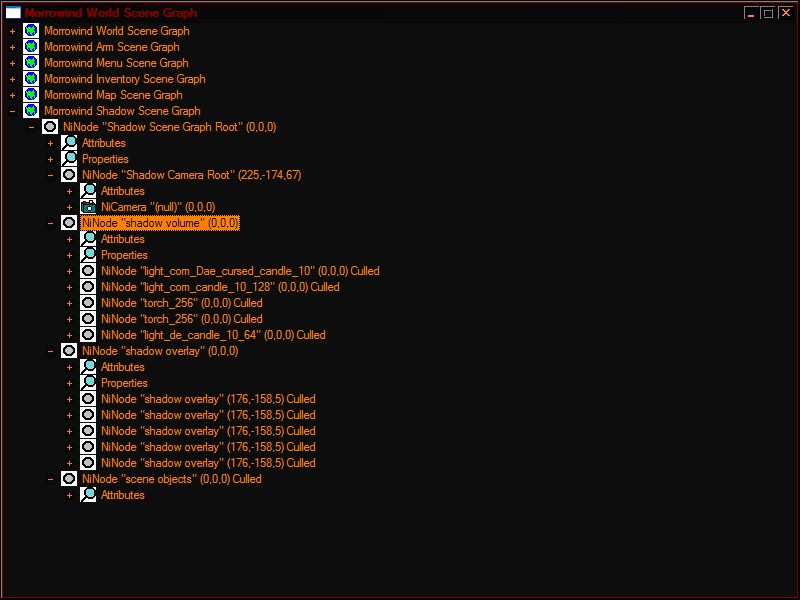 Morrowind World Scene Graph
Morrowind World Scene Graph
Morrowind Arm Scene Graph
Morrowind Menu Scene Graph
Morrowind Inventory Scene Graph
Morrowind Map Scene Graph
Morrowind Shadow Scene Graph
NiNode "Shadow Scene Graph Root" (0,0,0)
Attributes
Properties
NiNode "Shadow Camera Root" (225,-174,67)
Attributes
NiCamera "(null)" (0,0,0)
NiNode "shadow volume" (0,0,0)
Attributes
Properties
NiNode "light_com_Dae_cursed_candle_10" (0,0,0) Culled
NiNode "light_com_candle_10_128" (0,0,0) Culled
NiNode "torch_256" (0,0,0) Culled
NiNode "torch_256" (0,0,0) Culled
NiNode "light_de_candle_10_64" (0,0,0) Culled
NiNode "shadow overlay" (0,0,0)
Attributes
Properties
NiNode "shadow overlay" (176,-158,5) Culled
NiNode "shadow overlay" (176,-158,5) Culled
NiNode "shadow overlay" (176,-158,5) Culled
NiNode "shadow overlay" (176,-158,5) Culled
NiNode "shadow overlay" (176,-158,5) Culled
NiNode "scene objects" (0,0,0) Culled
Attributes